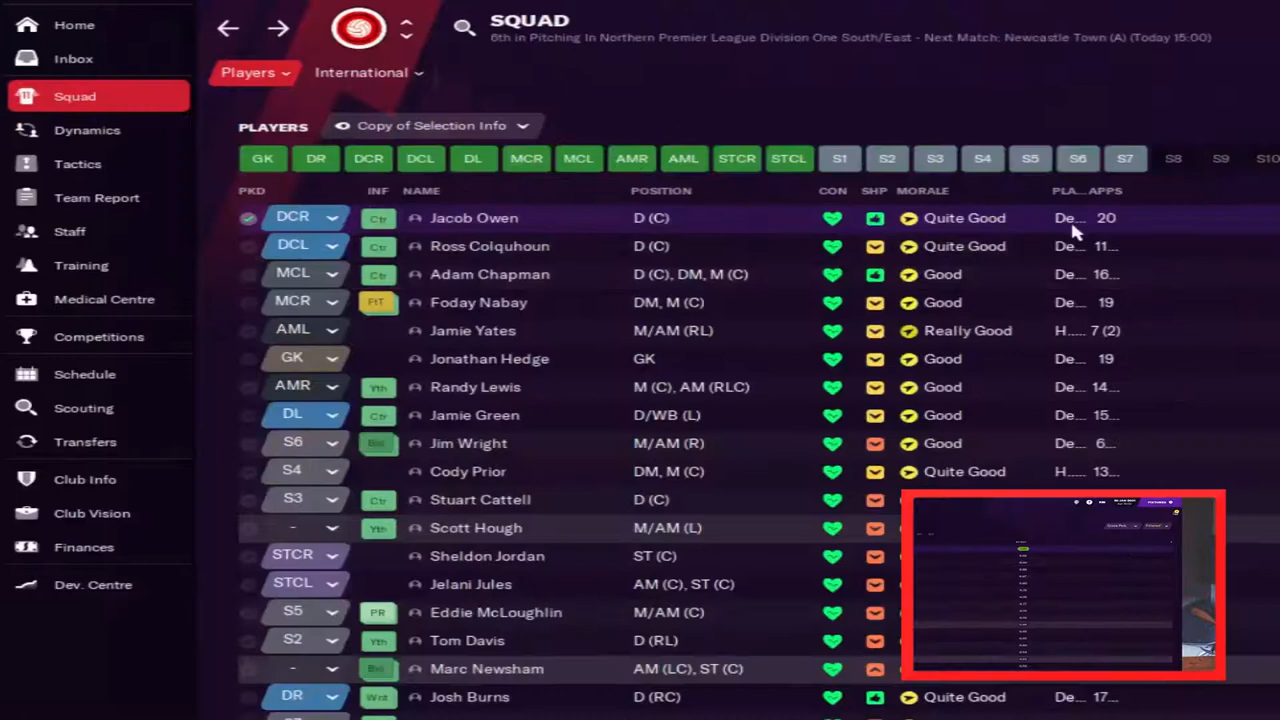 Home
Inbox
Squad
Dynamics
Tactics
Team Report
Staff
Training
Medical Centre
Competitions
Schedule
Scouting
Transfers
Club Info
Club Vision
Finances
Dev. Centre
SQUAD
6th in Pitching In Northern Premier League Division One South/East - Next Match: Newcastle Town (A) (Today 15:00)
Players International
PLAYERS Copy of Selection Info
GK DR DCR DCL DL MCR MCL AMR AML STCR STCL S1 S2 S3 S4 S5 S6 S7 S8 S9 S10
PKD INF NAME POSITION CON SHP MORALE PLA... APPS
DCR Ctr Jacob Owen D (C) Quite Good De... 20
DCL Ctr Ross Colquhoun D (C) Quite Good De... 11...
MCL Ctr Adam Chapman D (C), DM, M (C) Good De... 16...
MCR FtT Foday Nabay DM, M (C) Good De... 19
AML Jamie Yates M/AM (RL) Really Good H..... 7 (2)
GK Jonathan Hedge GK Good De... 19
AMR Yth Randy Lewis M (C), AM (RLC) Good De... 14...
DL Ctr Jamie Green D/WB (L) Good De... 15...
S6 Jim Wright M/AM (R) Good De... 6...
S4 Cody Prior DM, M (C) Quite Good H..... 13...
S3 Ctr Stuart Cattell D (C)
- Yth Scott Hough M/AM (L)
STCR Sheldon Jordan ST (C)
STCL Jelani Jules AM (C), ST (C)
S5 PR Eddie McLoughlin M/AM (C)
S2 Yth Tom Davis D (RL)
- Marc Newsham AM (LC), ST (C)
DR Wnt Josh Burns D (RC) Quite Good De... 17...